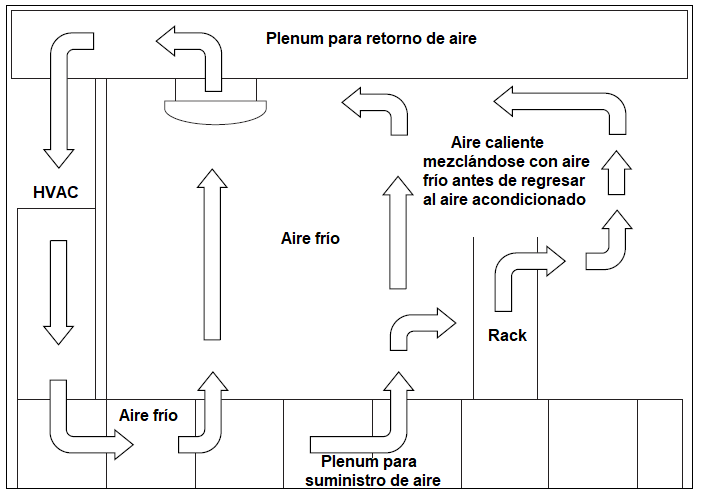 Plenum para retorno de aire
Aire caliente
mezclándose con aire
frío antes de regresar
al aire acondicionado
HVAC
Aire frío
Rack
Aire frío
Plenum para
suministro de aire